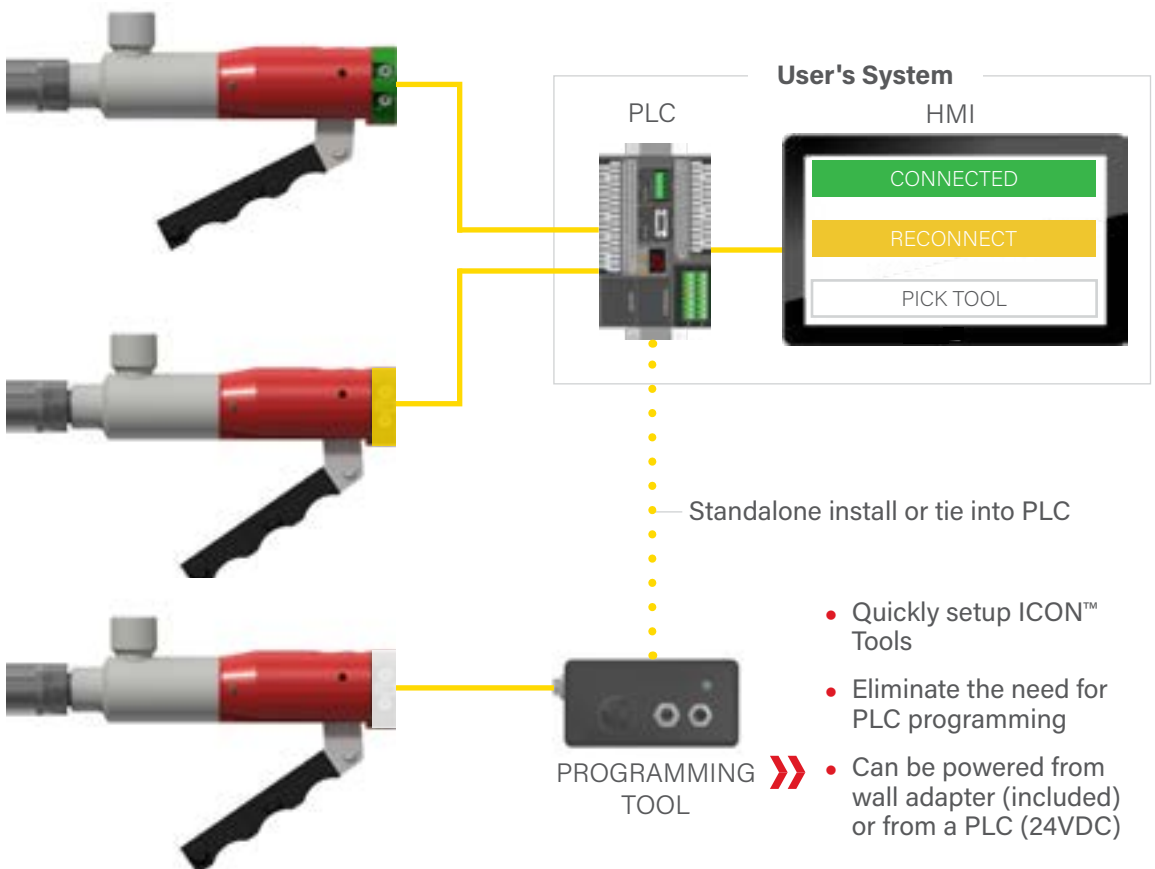 User's System
PLC
HMI
CONNECTED
RECONNECT
PICK TOOL
Standalone install or tie into PLC
PROGRAMMING
TOOL
• Quickly setup ICON™
Tools
• Eliminate the need for
PLC programming
• Can be powered from
wall adapter (included)
or from a PLC (24VDC)